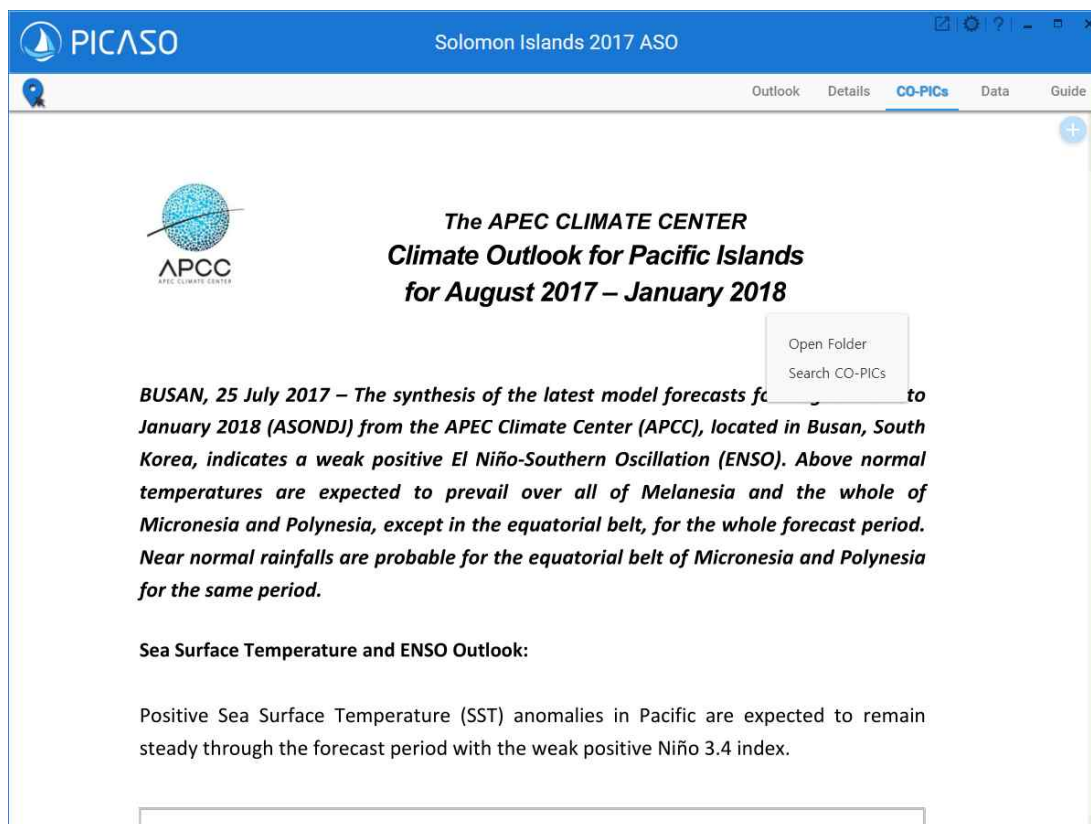 PICASO
Solomon Islands 2017 ASO
Outlook Details CO-PICs Data Guide
APCC
APEC CLIMATE CENTER
The APEC CLIMATE CENTER
Climate Outlook for Pacific Islands
for August 2017 – January 2018
Open Folder
Search CO-PICs
BUSAN, 25 July 2017 – The synthesis of the latest model forecasts to
January 2018 (ASONDJ) from the APEC Climate Center (APCC), located in Busan, South
Korea, indicates a weak positive El Niño-Southern Oscillation (ENSO). Above normal
temperatures are expected to prevail over all of Melanesia and the whole of
Micronesia and Polynesia, except in the equatorial belt, for the whole forecast period.
Near normal rainfalls are probable for the equatorial belt of Micronesia and Polynesia
for the same period.
Sea Surface Temperature and ENSO Outlook:
Positive Sea Surface Temperature (SST) anomalies in Pacific are expected to remain
steady through the forecast period with the weak positive Niño 3.4 index.